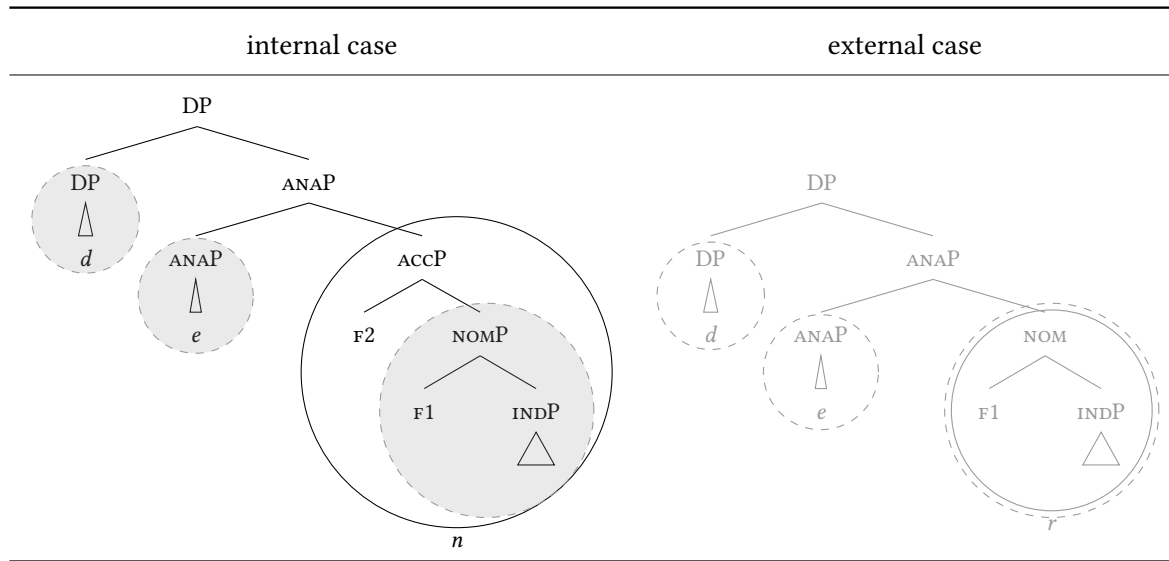 internal case external case
DP
DP ANAP DP
d ANAP ACCP DP ANAP
e F2 NOMP d ANAP NOM
F1 INDP e F1 INDP
n r